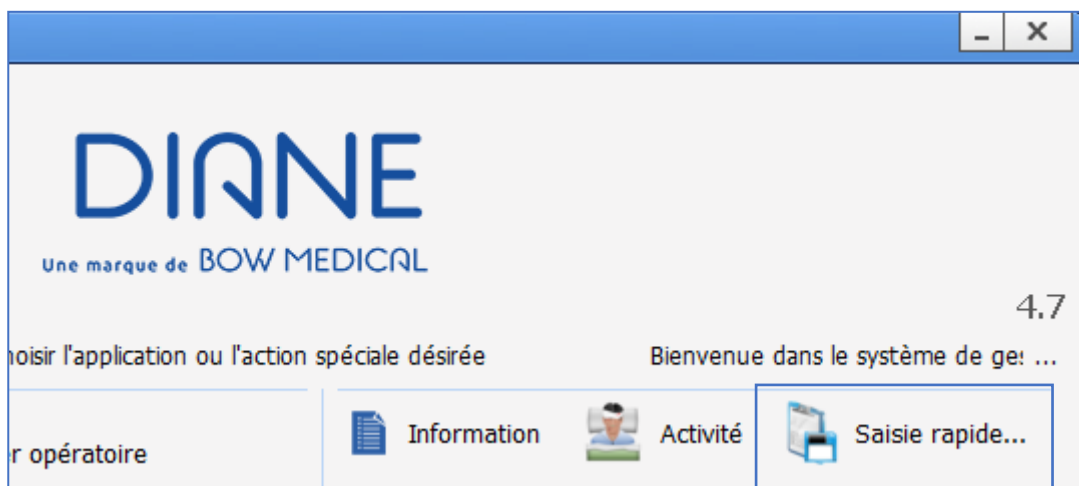 DIANE
Une marque de BOW MEDICAL
4.7
hoisir l'application ou l'action spéciale désirée
Bienvenue dans le système de ges ...
Information
Activité
Saisie rapide...
r opératoire